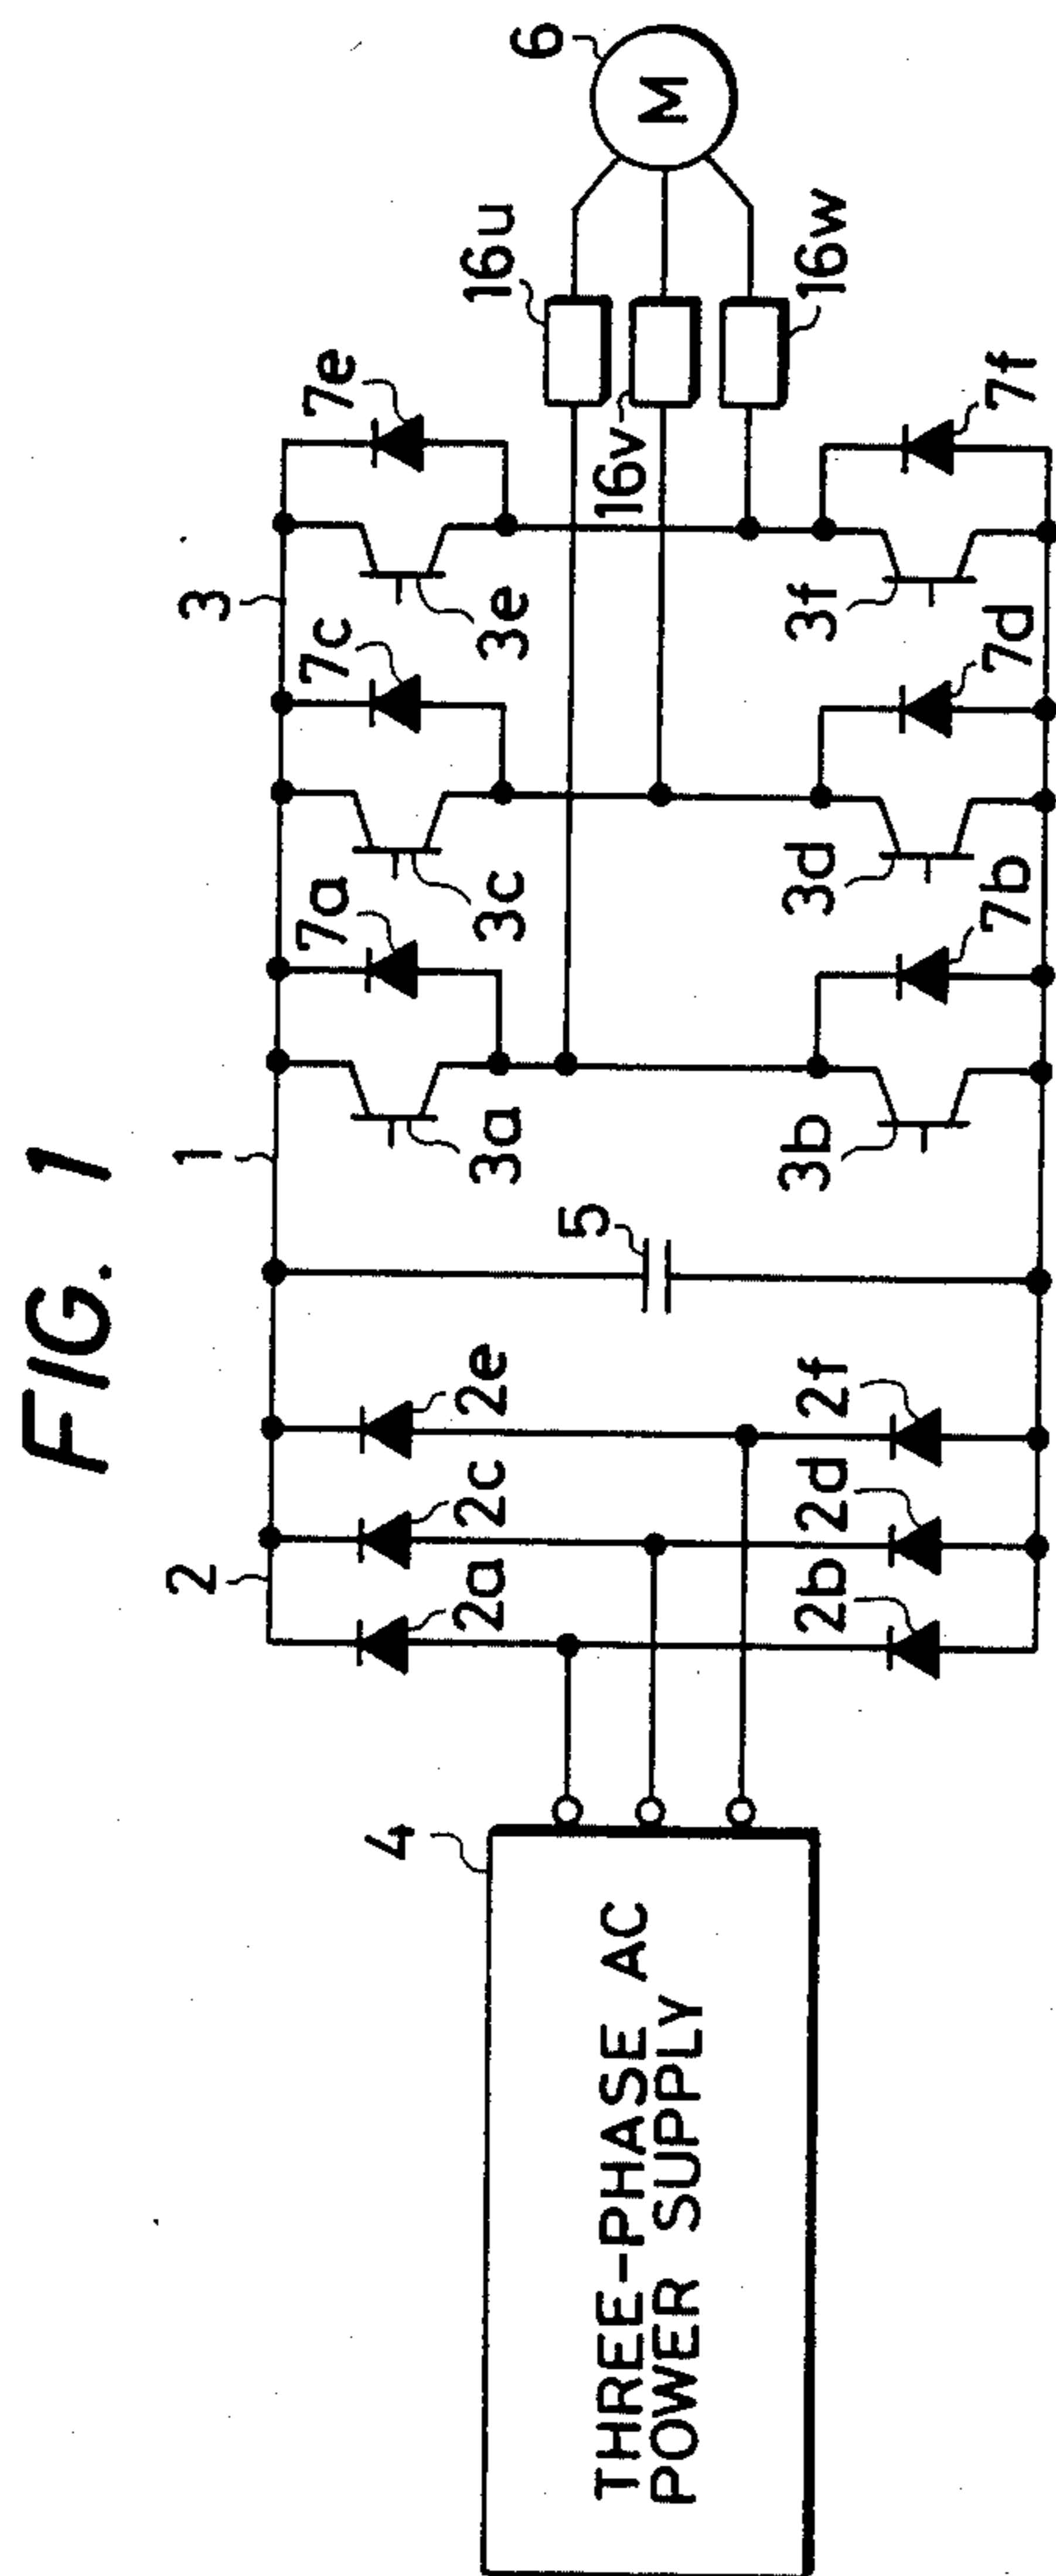 FIG. 1
1
2
3
4
THREE-PHASE AC
POWER SUPPLY
2a
2c
2e
2b
2d
2f
5
3a
7a
3c
7c
3e
7e
3b
7b
3d
7d
3f
7f
16u
16v
16w
6
M